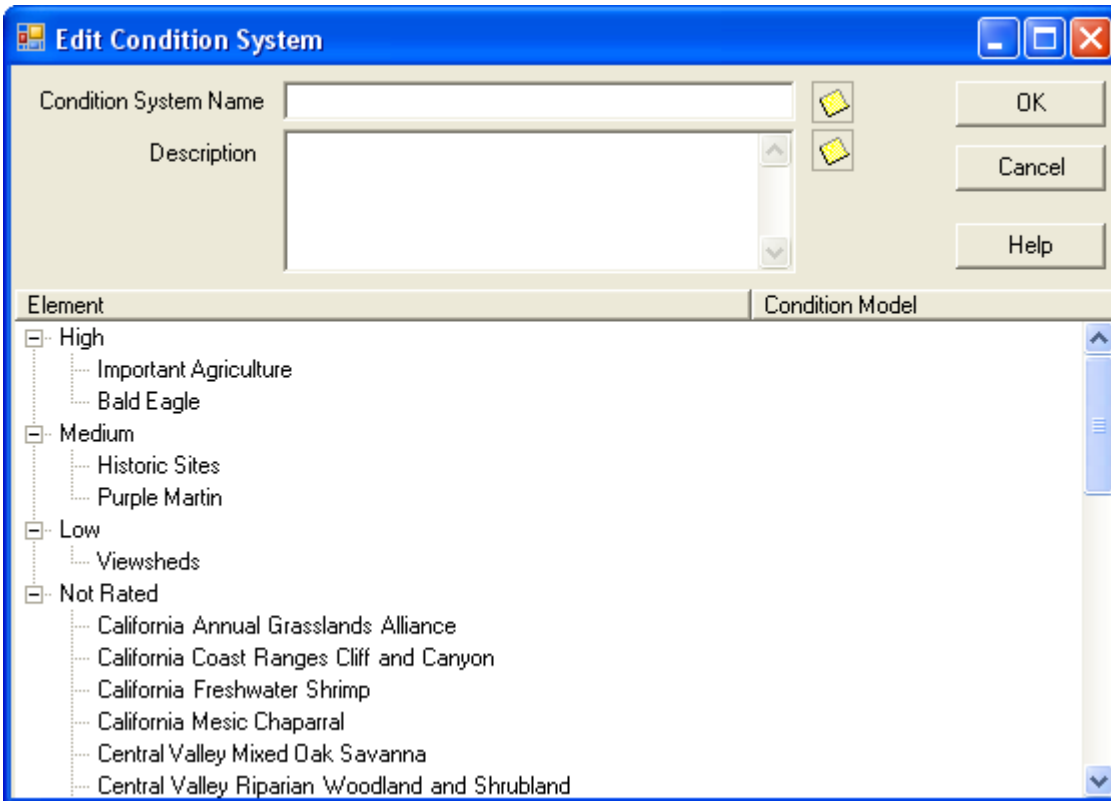 Edit Condition System
Condition System Name
OK
Description
Cancel
Help
Element Condition Model
High
Important Agriculture
Bald Eagle
Medium
Historic Sites
Purple Martin
Low
Viewsheds
Not Rated
California Annual Grasslands Alliance
California Coast Ranges Cliff and Canyon
California Freshwater Shrimp
California Mesic Chaparral
Central Valley Mixed Oak Savanna
Central Valley Riparian Woodland and Shrubland